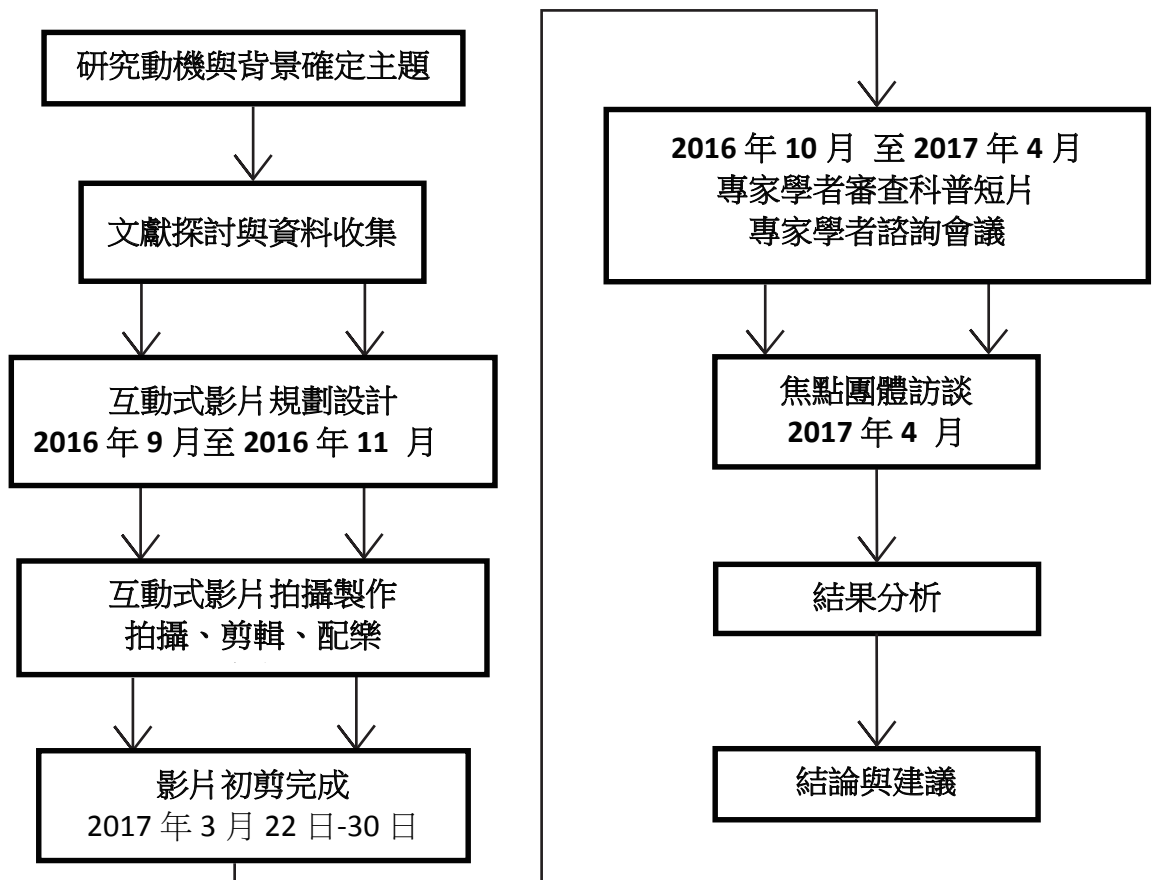 研究動機與背景確定主題
文獻探討與資料收集
互動式影片規劃設計
2016 年 9 月至 2016 年 11 月
互動式影片拍攝製作
拍攝、剪輯、配樂
影片初剪完成
2017 年 3 月 22 日-30 日
2016 年 10 月 至 2017 年 4 月
專家學者審查科普短片
專家學者諮詢會議
焦點團體訪談
2017 年 4 月
結果分析
結論與建議